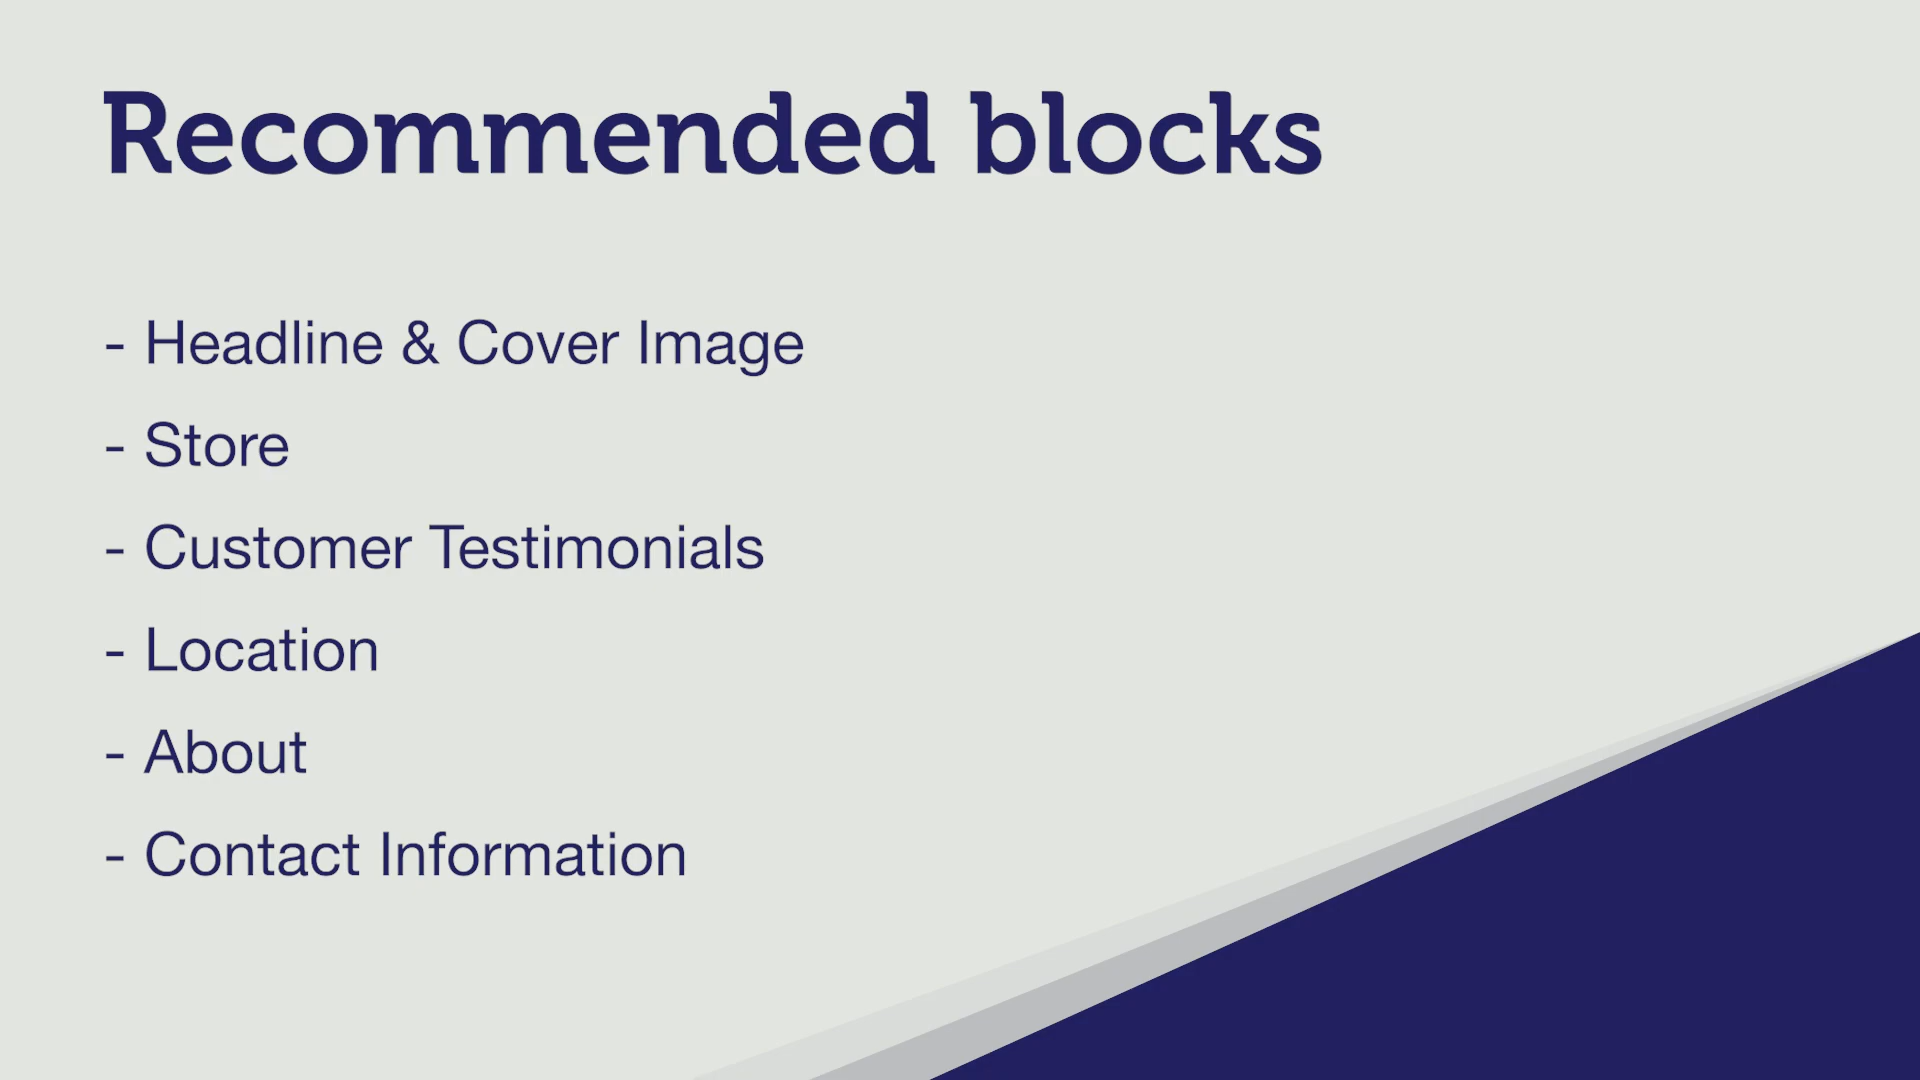 Recommended blocks
- Headline & Cover Image
- Store
- Customer Testimonials
- Location
- About
- Contact Information